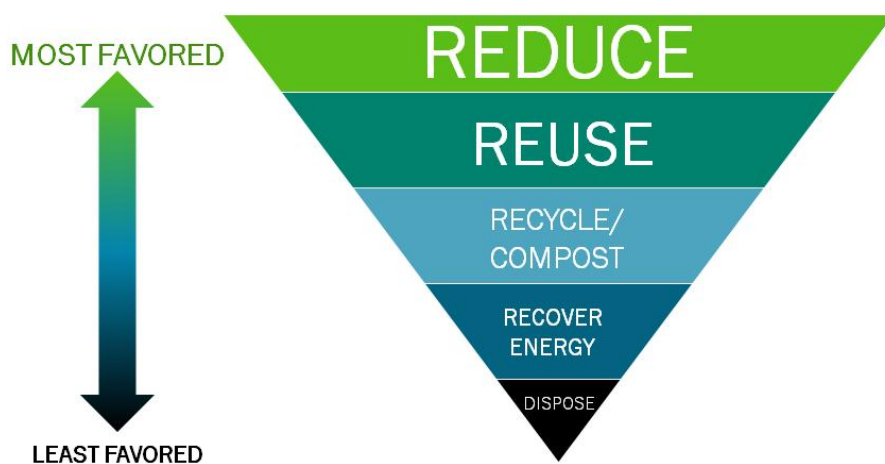 MOST FAVORED
REDUCE
REUSE
RECYCLE/
COMPOST
RECOVER
ENERGY
DISPOSE
LEAST FAVORED